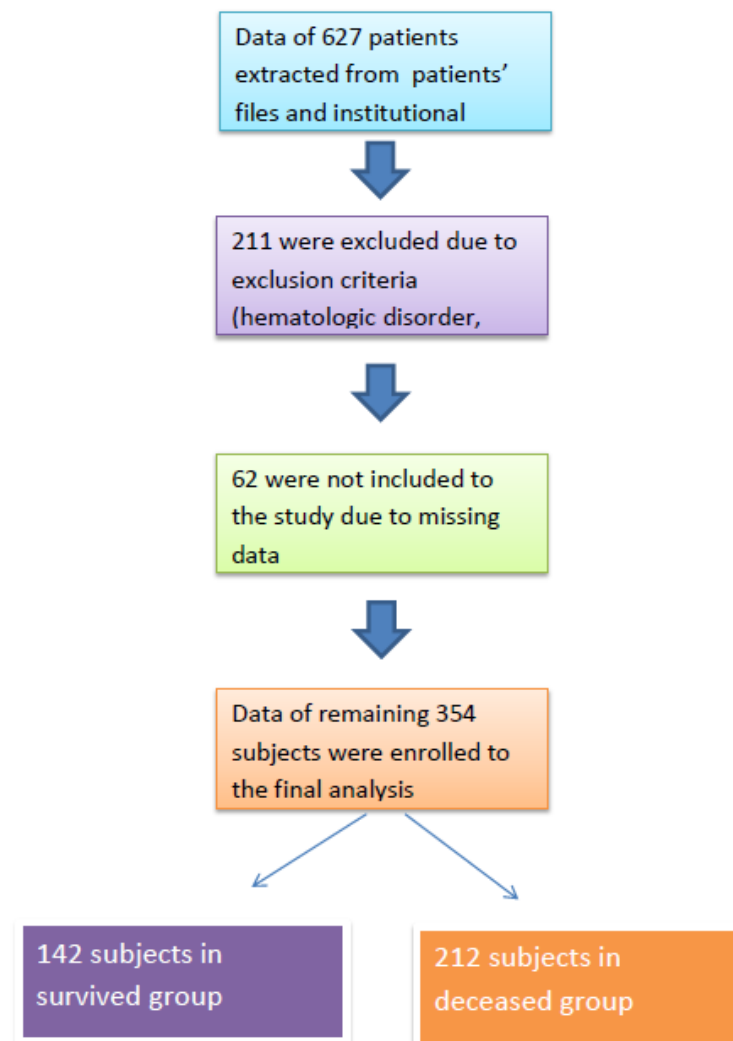 Data of 627 patients
extracted from patients’
files and institutional
211 were excluded due to
exclusion criteria
(hematologic disorder,
62 were not included to
the study due to missing
data
Data of remaining 354
subjects were enrolled to
the final analysis
142 subjects in
survived group
212 subjects in
deceased group